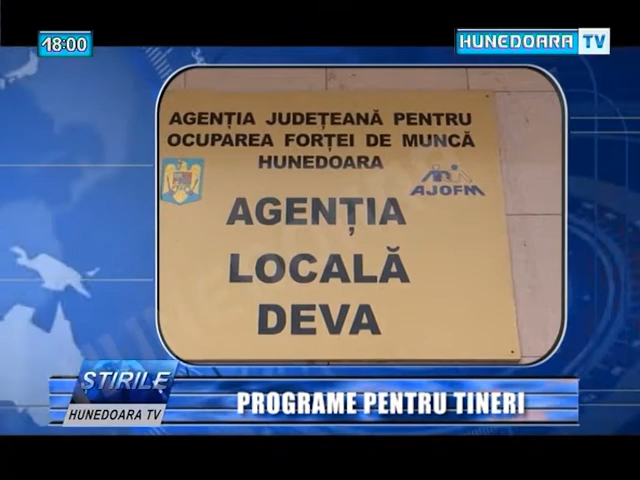 18:00
HUNEDOARA TV
AGENȚIA JUDEȚEANĂ PENTRU
OCUPAREA FORȚEI DE MUNCĂ
HUNEDOARA
AJOFM
AGENȚIA
LOCALĂ
DEVA
ȘTIRILE
HUNEDOARA TV
PROGRAME PENTRU TINERI